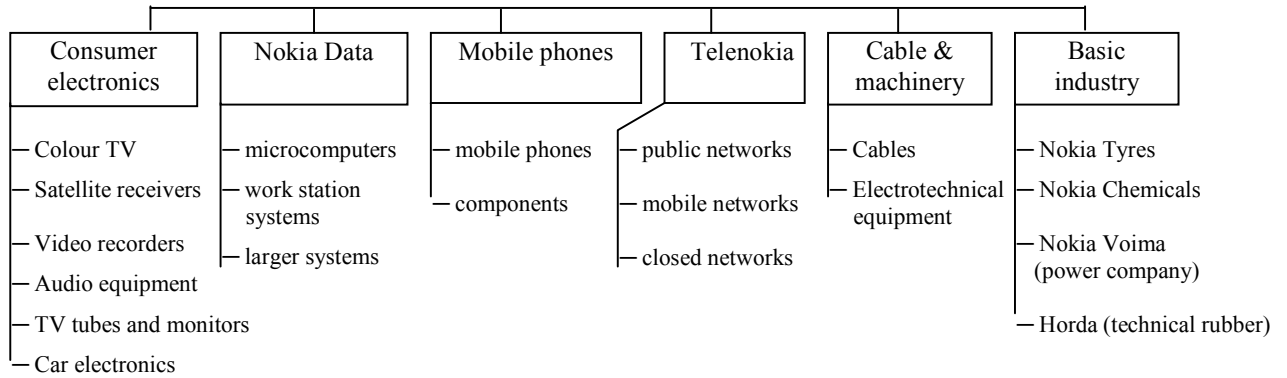 Consumer
electronics
Colour TV
Satellite receivers
Video recorders
Audio equipment
TV tubes and monitors
Car electronics
Nokia Data
microcomputers
work station
systems
larger systems
Mobile phones
mobile phones
components
Telenokia
public networks
mobile networks
closed networks
Cable &
machinery
Cables
Electrotechnical
equipment
Basic
industry
Nokia Tyres
Nokia Chemicals
Nokia Voima
(power company)
Horda (technical rubber)